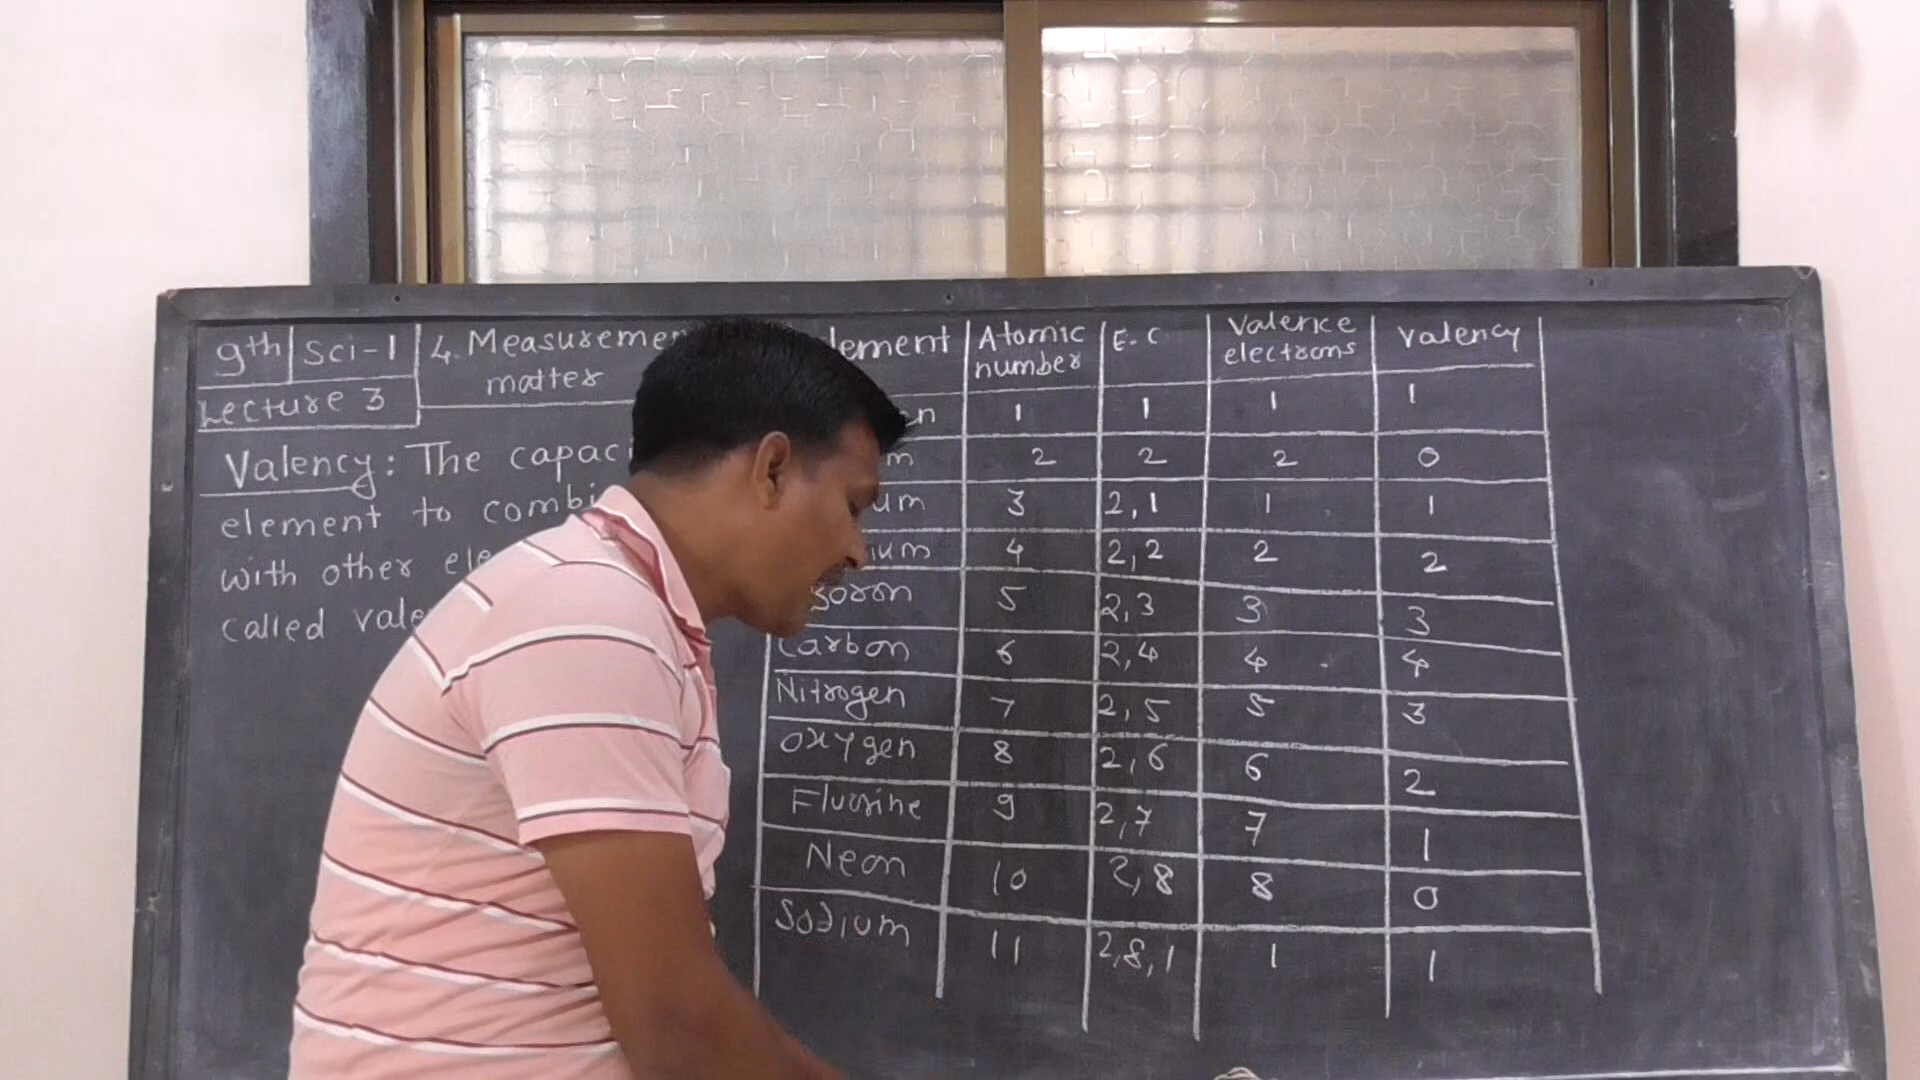 9th Sci-1 4. Measuremen
matter
Lecture 3
Valency: The capaci
element to combi
with other ele
called vale
lement Atomic number E.C Valence electrons Valency
en 1 1 1 1
m 2 2 2 0
um 3 2,1 1 1
ium 4 2,2 2 2
Boron 5 2,3 3 3
Carbon 6 2,4 4 4
Nitrogen 7 2,5 5 3
Oxygen 8 2,6 6 2
Fluorine 9 2,7 7 1
Neon 10 2,8 8 0
Sodium 11 2,8,1 1 1